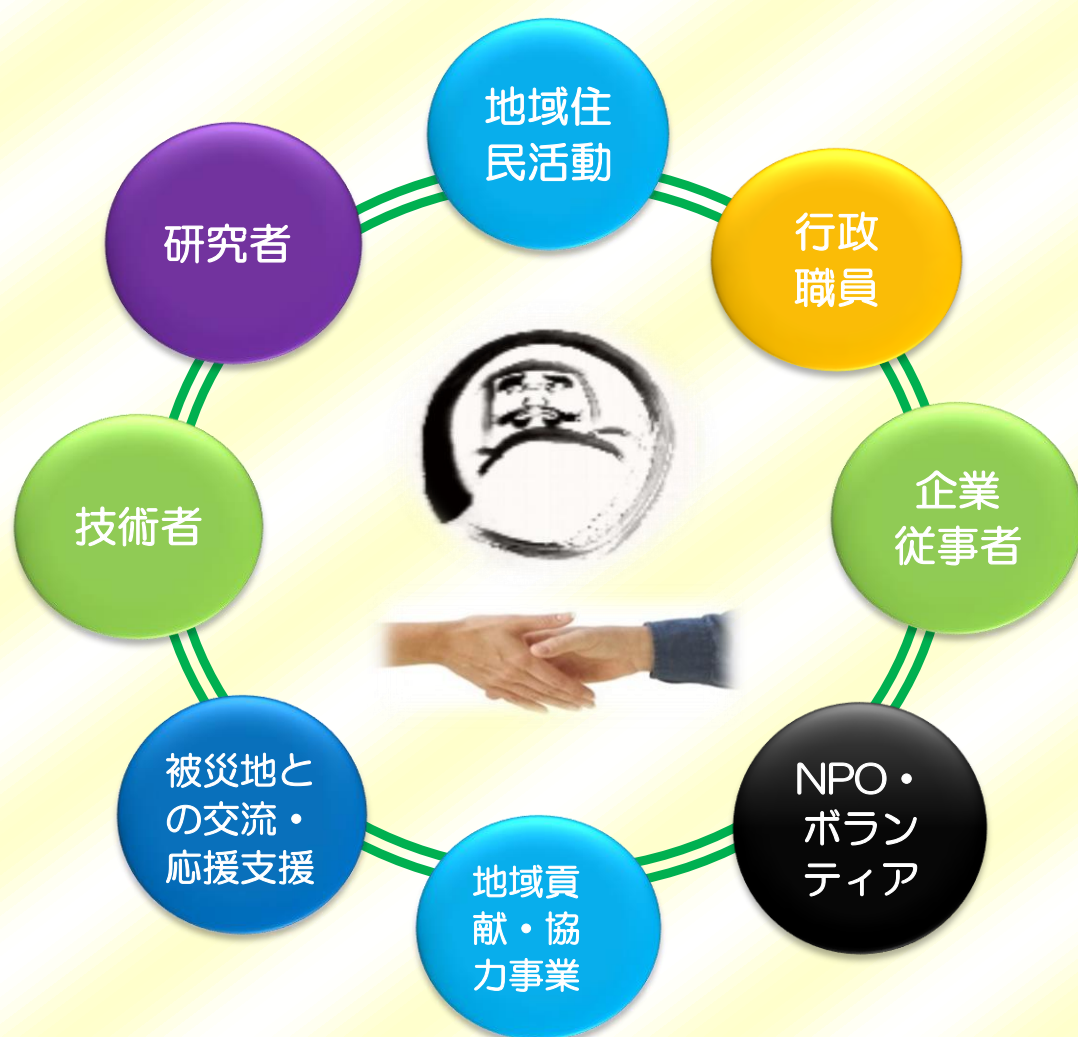 地域住
民活動
行政
職員
企業
従事者
NPO・
ボラン
ティア
地域貢
献・協
力事業
被災地と
の交流・
応援支援
技術者
研究者